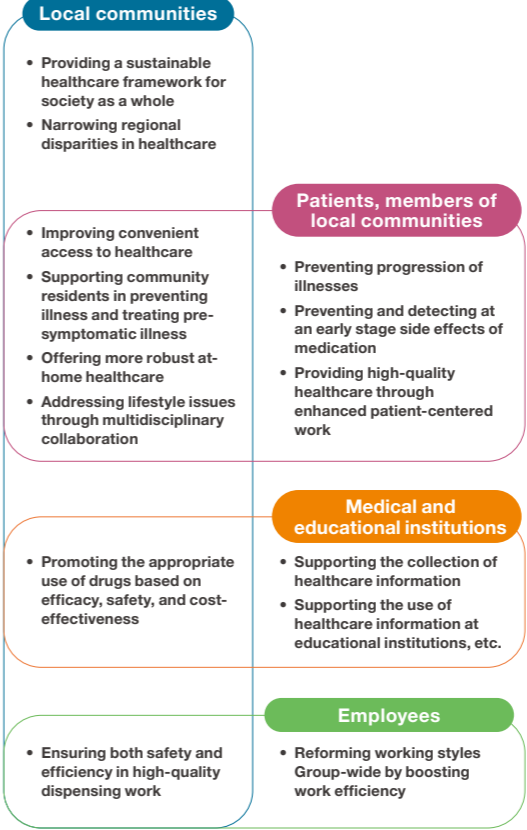 Local communities
• Providing a sustainable
healthcare framework for
society as a whole
• Narrowing regional
disparities in healthcare
Patients, members of
local communities
• Improving convenient
access to healthcare
• Supporting community
residents in preventing
illness and treating pre-
symptomatic illness
• Offering more robust at-
home healthcare
• Addressing lifestyle issues
through multidisciplinary
collaboration
• Preventing progression of
illnesses
• Preventing and detecting at
an early stage side effects of
medication
• Providing high-quality
healthcare through
enhanced patient-centered
work
Medical and
educational institutions
• Promoting the appropriate
use of drugs based on
efficacy, safety, and cost-
effectiveness
• Supporting the collection of
healthcare information
• Supporting the use of
healthcare information at
educational institutions, etc.
Employees
• Ensuring both safety and
efficiency in high-quality
dispensing work
• Reforming working styles
Group-wide by boosting
work efficiency